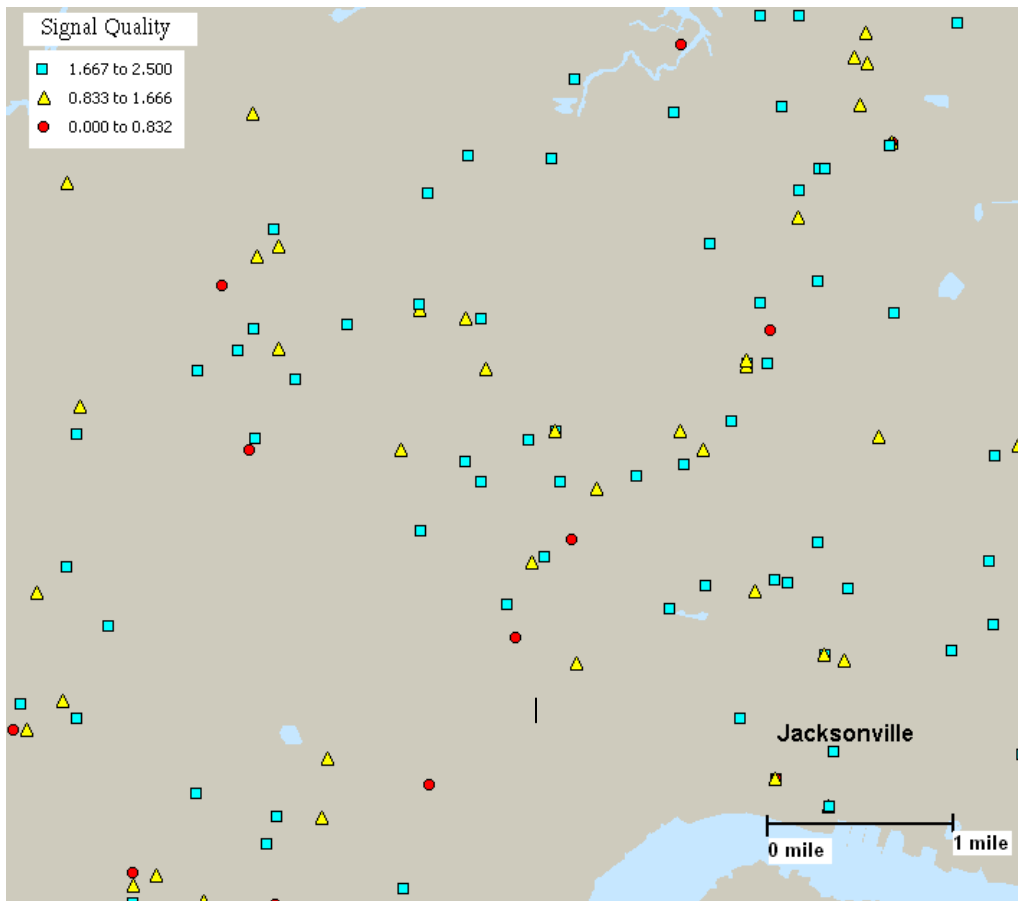 Signal Quality
1.667 to 2.500
0.833 to 1.666
0.000 to 0.832
Jacksonville
0 mile
1 mile